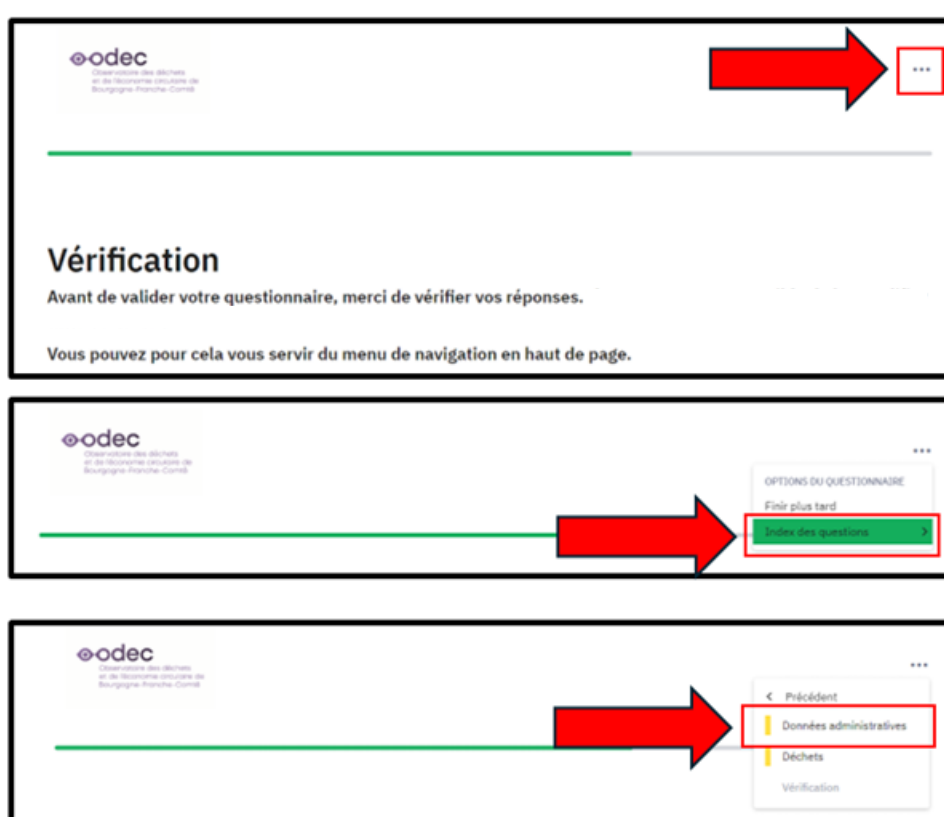 odec
Observatoire des déchets
et de l'économie circulaire de
Bourgogne-Franche-Comté
...
Vérification
Avant de valider votre questionnaire, merci de vérifier vos réponses.
Vous pouvez pour cela vous servir du menu de navigation en haut de page.
odec
Observatoire des déchets
et de l'économie circulaire de
Bourgogne-Franche-Comté
...
OPTIONS DU QUESTIONNAIRE
Finir plus tard
Index des questions >
odec
Observatoire des déchets
et de l'économie circulaire de
Bourgogne-Franche-Comté
...
< Précédent
Données administratives
Déchets
Vérification